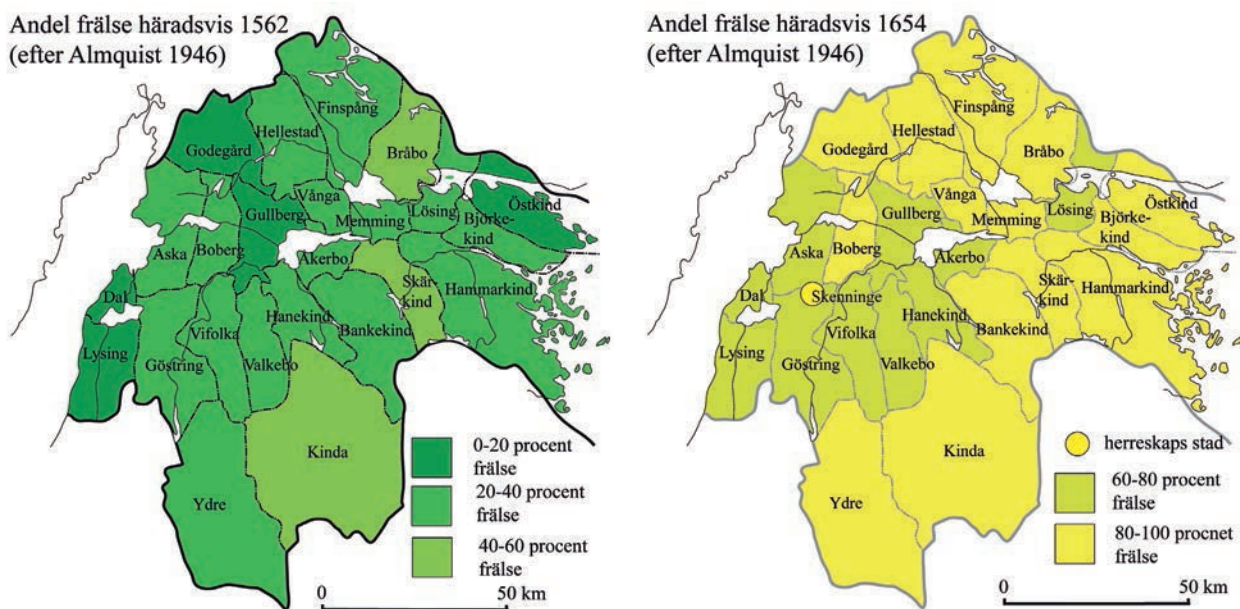 Andel frälse häradsvis 1562
(efter Almquist 1946)
Finspång
Hellestad
Godegård
Bråbo
Vånga
Gullberg
Memming
Lösing
Östkind
Björke-
kind
Aska
Boberg
Åkerbo
Skär-
kind
Hammarkind
Dal
Hanekind
Vifolka
Bankekind
Lysing
Göstring
Valkebo
Kinda
Ydre
0-20 procent
frälse
20-40 procent
frälse
40-60 procent
frälse
0
50 km
Andel frälse häradsvis 1654
(efter Almquist 1946)
Finspång
Hellestad
Godegård
Bråbo
Vånga
Gullberg
Memming
Lösing
Östkind
Björke-
kind
Aska
Boberg
Åkerbo
Skär-
kind
Hammarkind
Dal
Skenninge
Hanekind
Vifolka
Bankekind
Lysing
Göstring
Valkebo
Kinda
Ydre
herreskaps stad
60-80 procent
frälse
80-100 procnet
frälse
0
50 km